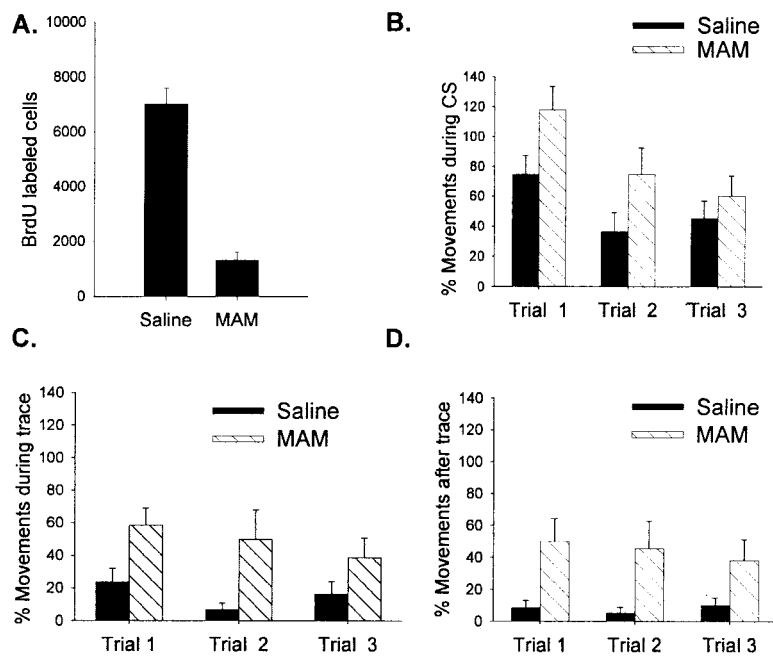 A.
10000
8000
6000
4000
2000
0
BrdU labeled cells
Saline MAM
B.
Saline
MAM
140
120
100
80
60
40
20
0
% Movements during CS
Trial 1 Trial 2 Trial 3
C.
Saline
MAM
140
120
100
80
60
40
20
0
% Movements during trace
Trial 1 Trial 2 Trial 3
D.
Saline
MAM
140
120
100
80
60
40
20
0
% Movements after trace
Trial 1 Trial 2 Trial 3